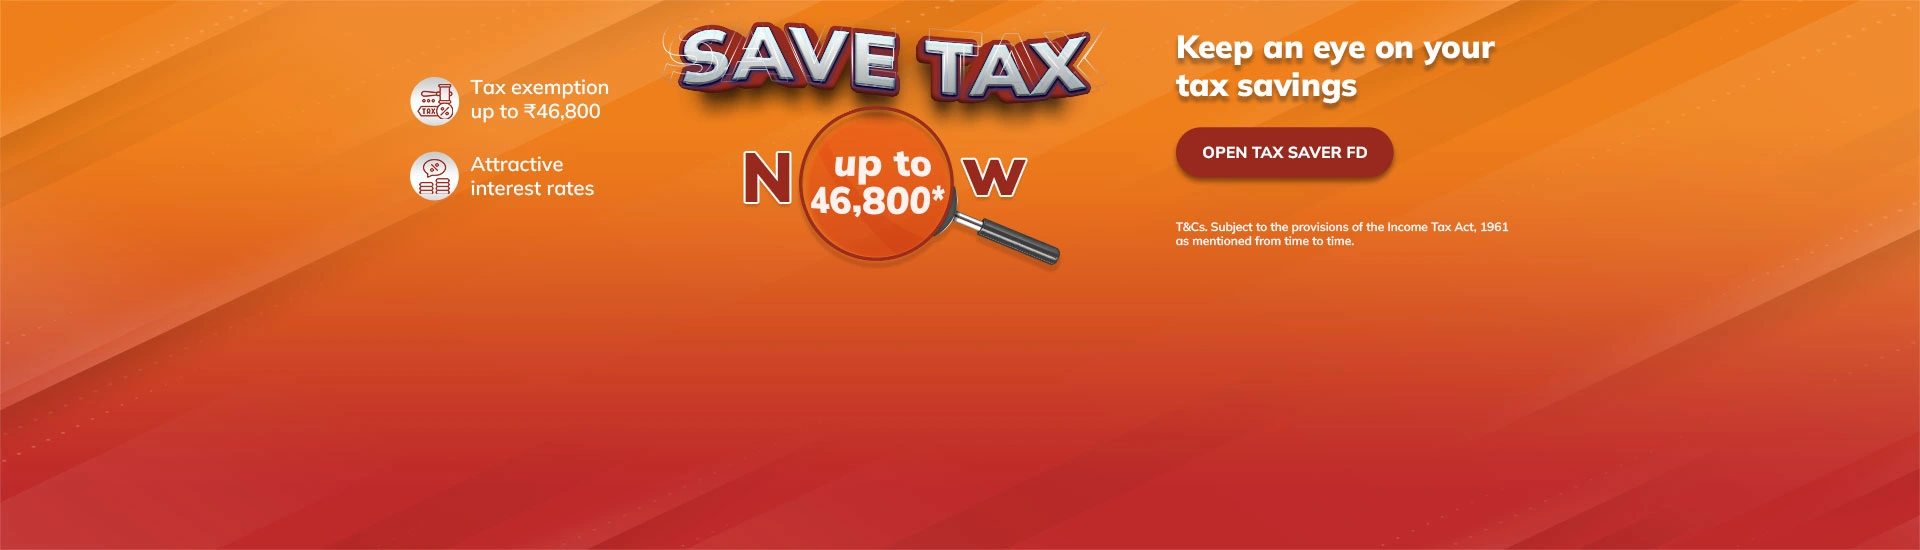 Tax exemption
up to ₹46,800
Attractive
interest rates
TAX
%
%
SAVE TAX
N W
up to
46,800*
Keep an eye on your
tax savings
OPEN TAX SAVER FD
T&Cs. Subject to the provisions of the Income Tax Act, 1961
as mentioned from time to time.